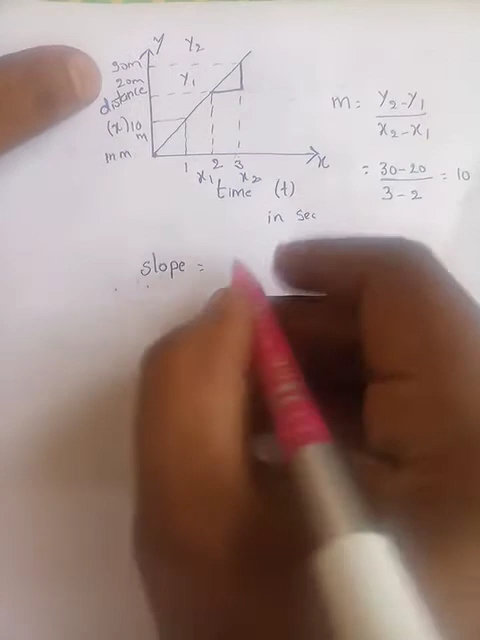 y
y₂
30m
20m
y₁
distance
(x) 10
m
mm
1 2 3 x
x₁ x₂
time (t)
in sec
m = y₂-y₁
x₂-x₁
= 30-20 = 10
3-2
slope =